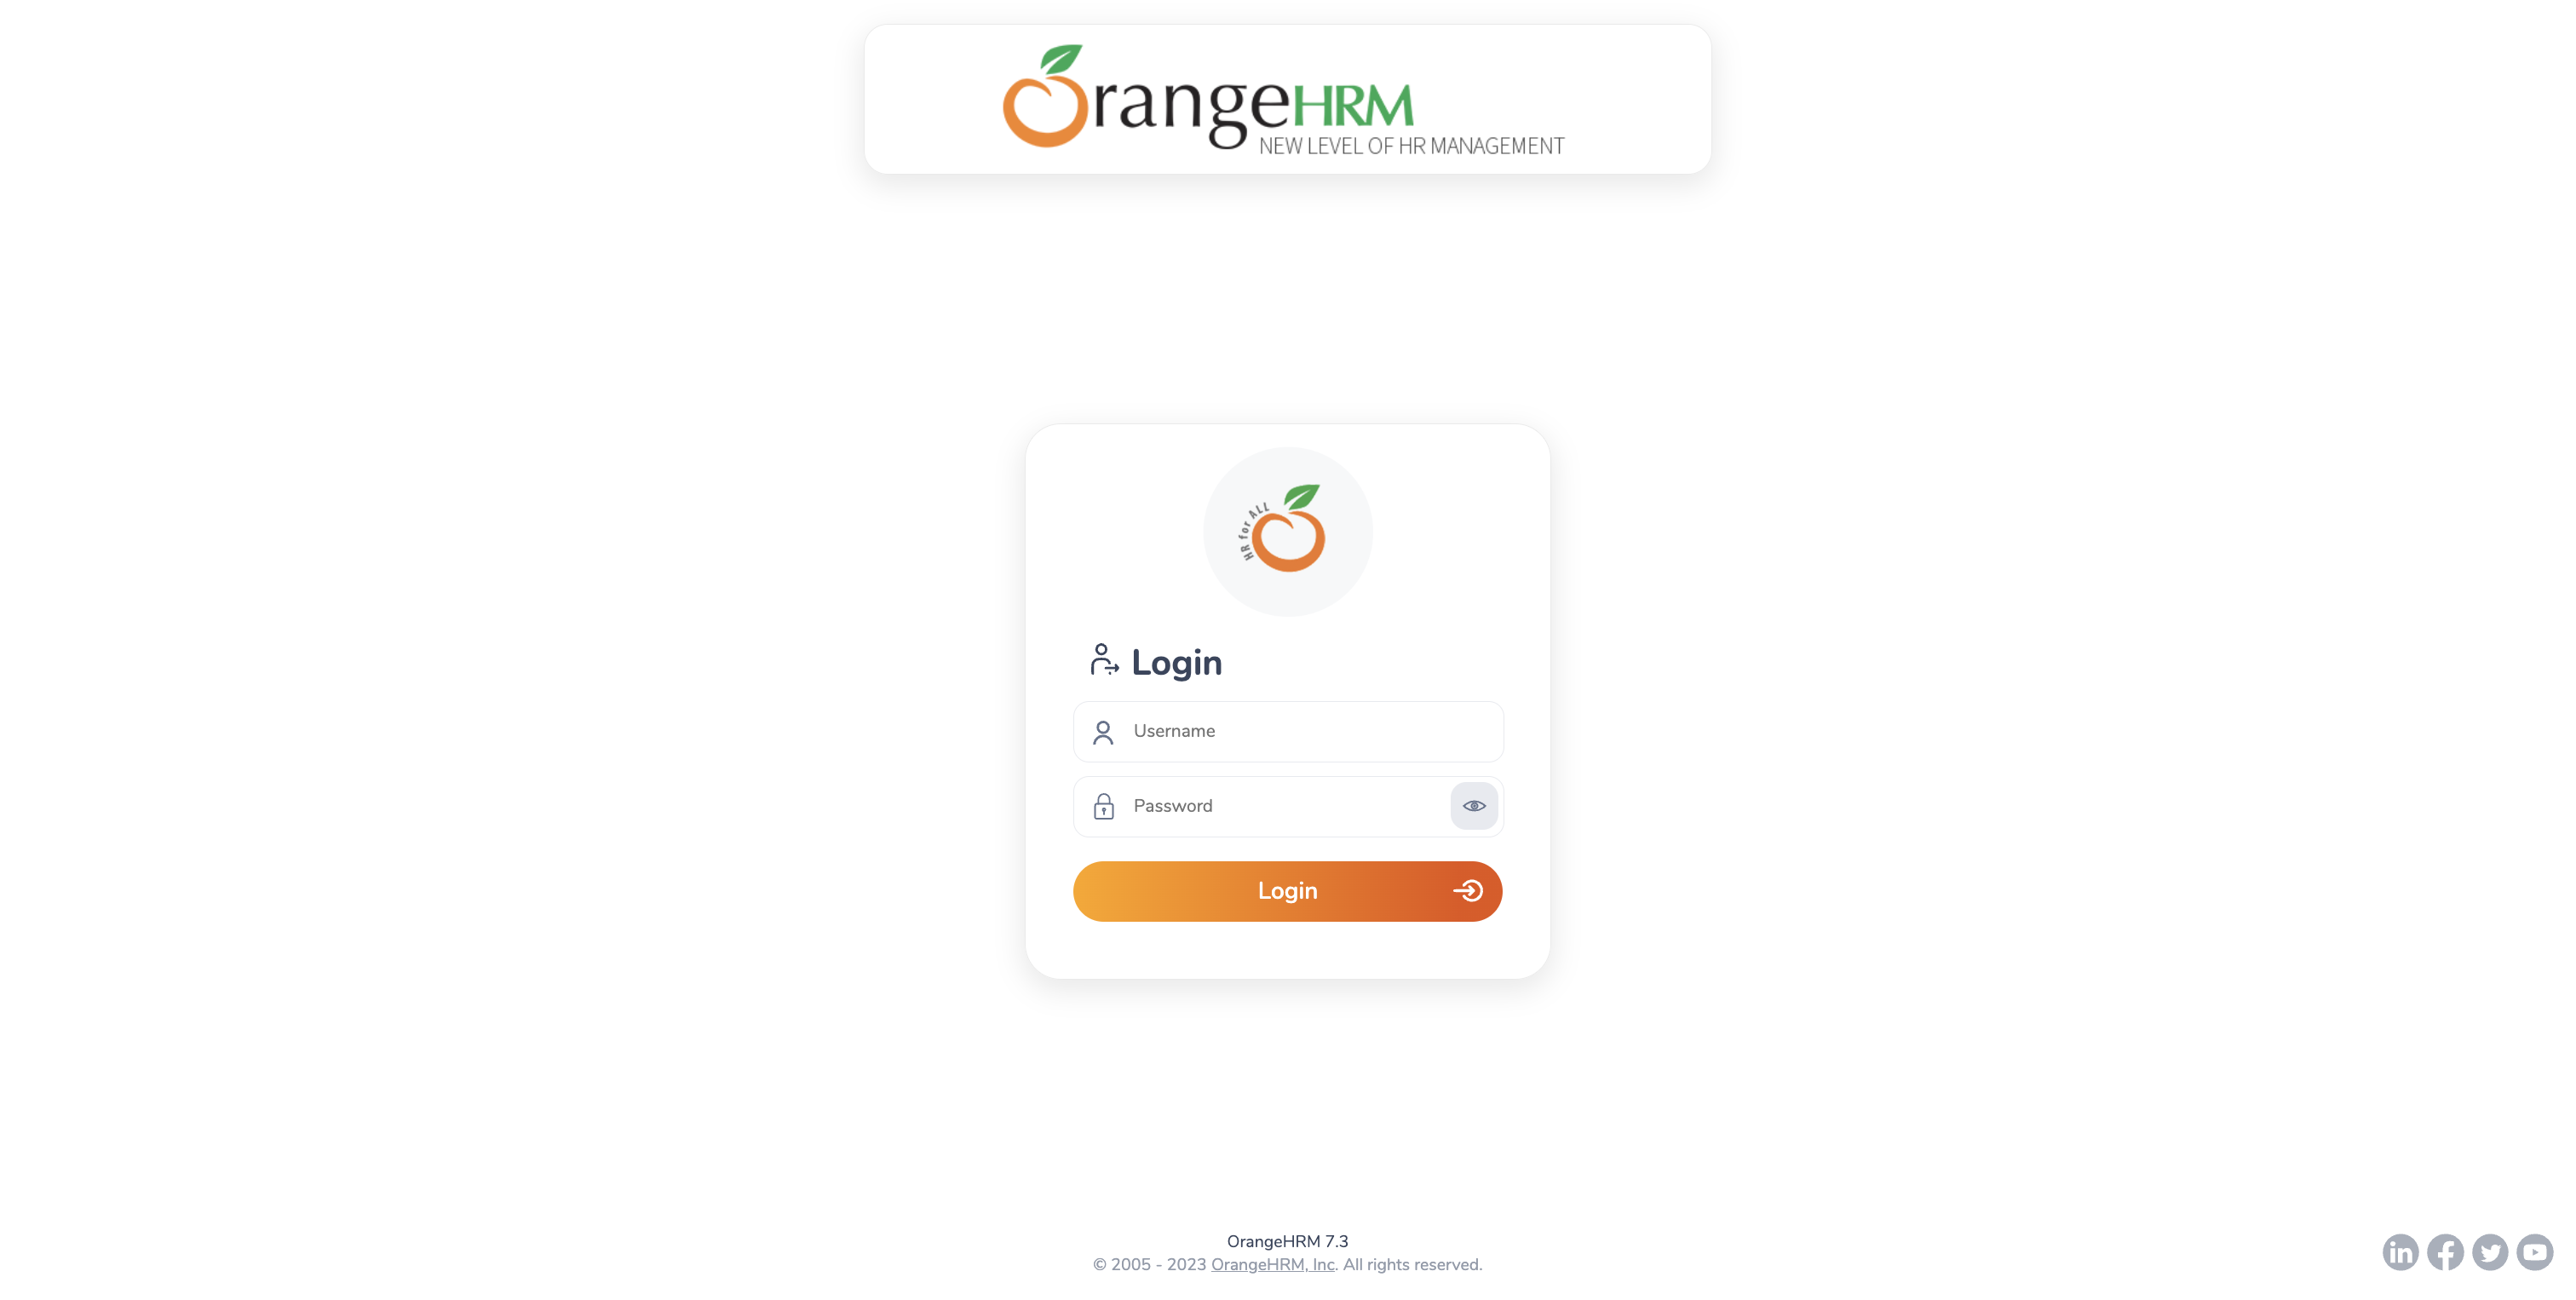 OrangeHRM
NEW LEVEL OF HR MANAGEMENT
HR for ALL
Login
Username
Password
Login
OrangeHRM 7.3
© 2005 - 2023 OrangeHRM, Inc. All rights reserved.